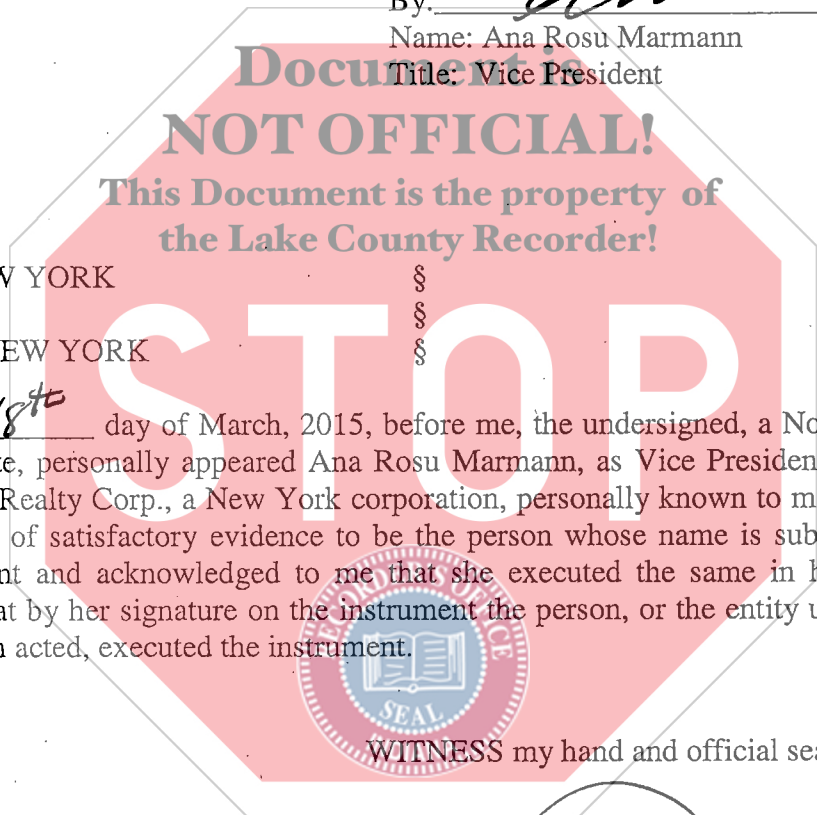 By.
Name: Ana Rosu Marmann
Title: Vice President
Document is
NOT OFFICIAL!
This Document is the property of
the Lake County Recorder!
W YORK §
§
EW YORK §
STOP
18th day of March, 2015, before me, the undersigned, a No
te, personally appeared Ana Rosu Marmann, as Vice Presiden
Realty Corp., a New York corporation, personally known to m
of satisfactory evidence to be the person whose name is sub
nt and acknowledged to me that she executed the same in h
at by her signature on the instrument the person, or the entity u
acted, executed the instrument.
RECORDER'S OFFICE
SEAL
WITNESS my hand and official sea